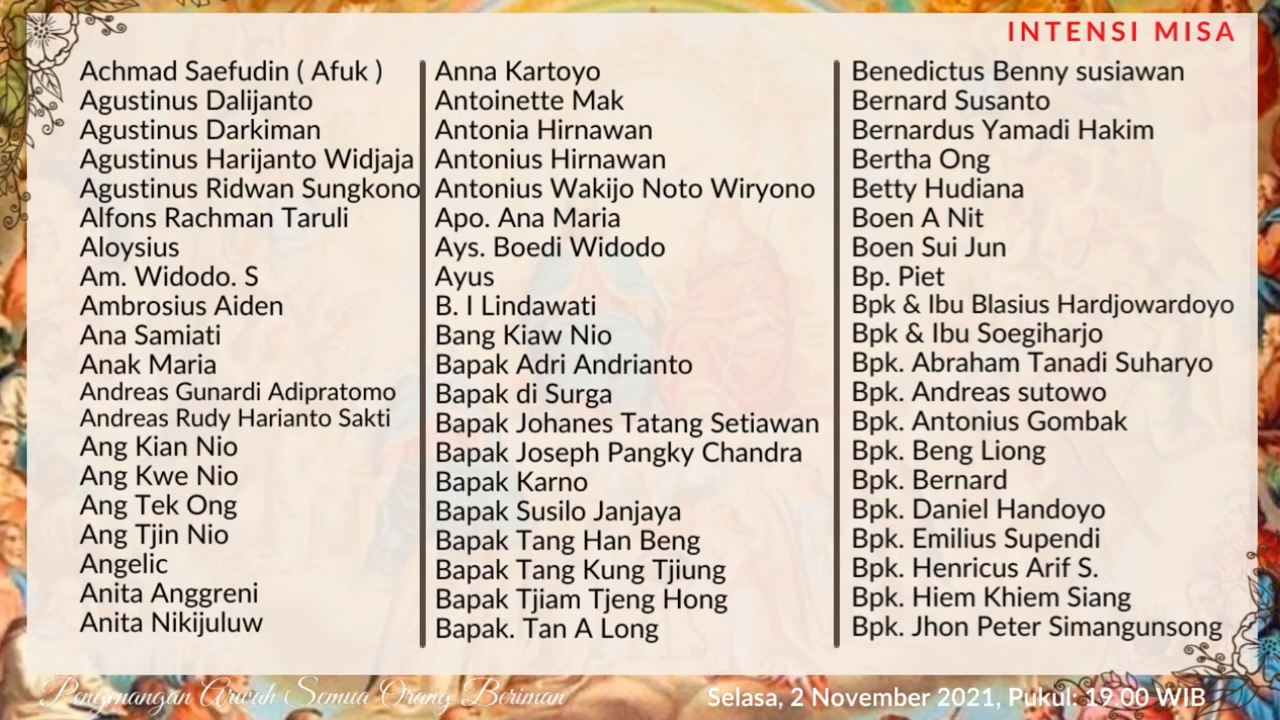 INTENSI MISA
Achmad Saefudin ( Afuk )
Agustinus Dalijanto
Agustinus Darkiman
Agustinus Harijanto Widjaja
Agustinus Ridwan Sungkono
Alfons Rachman Taruli
Aloysius
Am. Widodo. S
Ambrosius Aiden
Ana Samiati
Anak Maria
Andreas Gunardi Adipratomo
Andreas Rudy Harianto Sakti
Ang Kian Nio
Ang Kwe Nio
Ang Tek Ong
Ang Tjin Nio
Angelic
Anita Anggreni
Anita Nikijuluw
Anna Kartoyo
Antoinette Mak
Antonia Hirnawan
Antonius Hirnawan
Antonius Wakijo Noto Wiryono
Apo. Ana Maria
Ays. Boedi Widodo
Ayus
B. I Lindawati
Bang Kiaw Nio
Bapak Adri Andrianto
Bapak di Surga
Bapak Johanes Tatang Setiawan
Bapak Joseph Pangky Chandra
Bapak Karno
Bapak Susilo Janjaya
Bapak Tang Han Beng
Bapak Tang Kung Tjiung
Bapak Tjiam Tjeng Hong
Bapak. Tan A Long
Benedictus Benny susiawan
Bernard Susanto
Bernardus Yamadi Hakim
Bertha Ong
Betty Hudiana
Boen A Nit
Boen Sui Jun
Bp. Piet
Bpk & Ibu Blasius Hardjowardoyo
Bpk & Ibu Soegiharjo
Bpk. Abraham Tanadi Suharyo
Bpk. Andreas sutowo
Bpk. Antonius Gombak
Bpk. Beng Liong
Bpk. Bernard
Bpk. Daniel Handoyo
Bpk. Emilius Supendi
Bpk. Henricus Arif S.
Bpk. Hiem Khiem Siang
Bpk. Jhon Peter Simangunsong
Pengenangan Arwah Semua Orang Beriman
Selasa, 2 November 2021, Pukul: 19.00 WIB